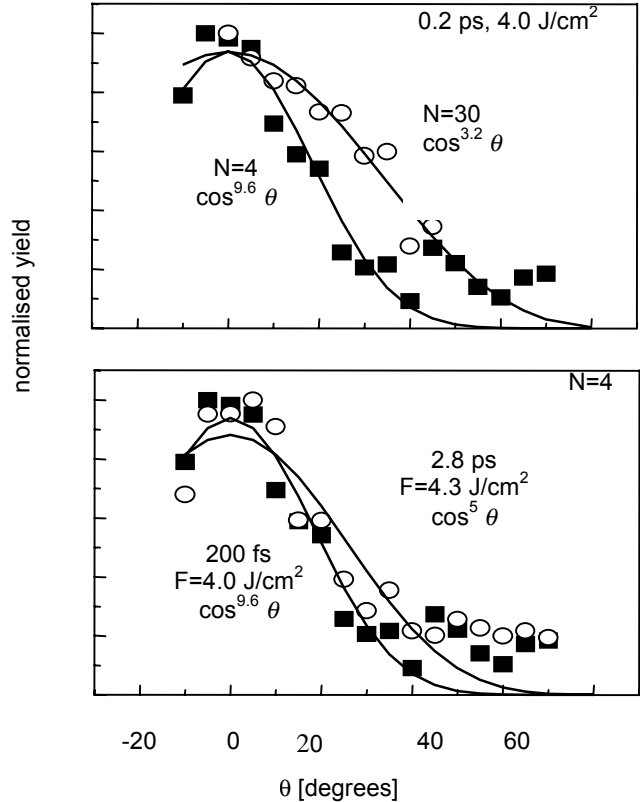 0.2 ps, 4.0 J/cm²
N=30
cos^3.2 θ
N=4
cos^9.6 θ
normalised yield
N=4
2.8 ps
F=4.3 J/cm²
cos^5 θ
200 fs
F=4.0 J/cm²
cos^9.6 θ
-20 0 20 40 60
θ [degrees]